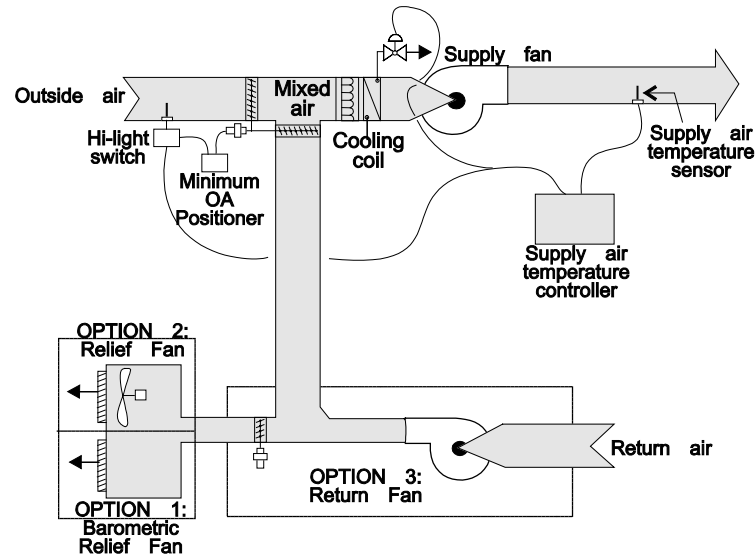 Supply fan
Outside air
Mixed
air
Hi-light
switch
Cooling
coil
Supply air
temperature
sensor
Minimum
OA
Positioner
Supply air
temperature
controller
OPTION 2:
Relief Fan
Return air
OPTION 3:
Return Fan
OPTION 1:
Barometric
Relief Fan